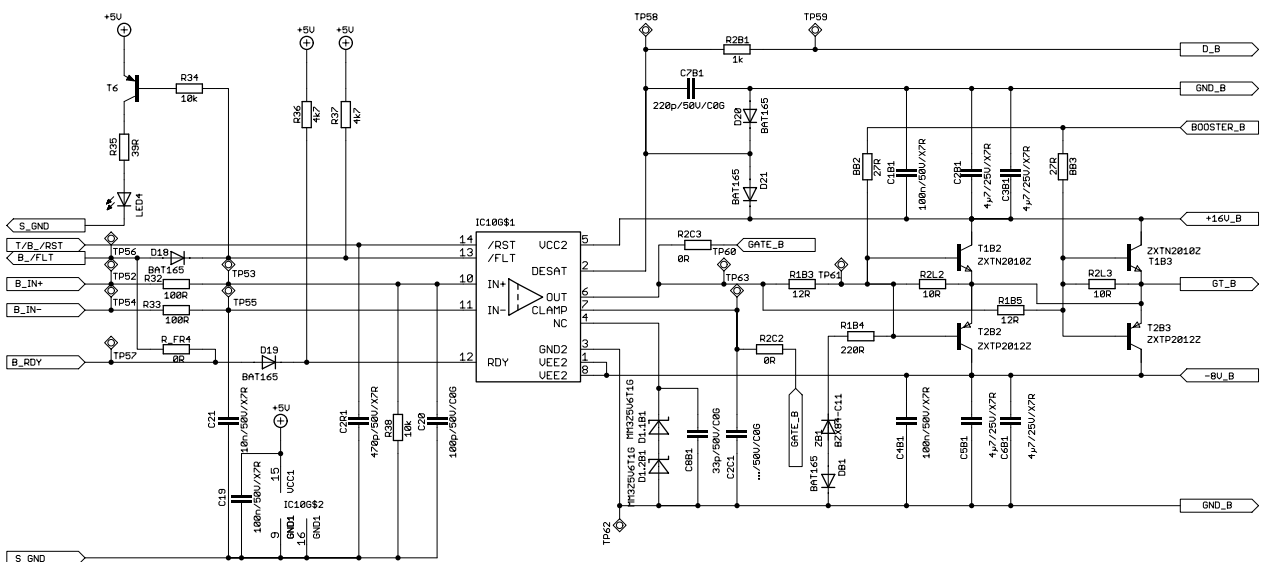 +5V
+5V
+5V
TP58
TP59
R2B1
1k
D_B
T6
R34
10k
C7B1
220p/50V/C0G
GND_B
R36
4k7
R37
4k7
D20
BAT165
BOOSTER_B
R35
39R
BB2
27R
C1B1
100n/50V/X7R
C2B1
4µ7/25V/X7R
C3B1
4µ7/25V/X7R
27R
BB3
LED4
BAT165
D21
S_GND
IC10G$1
+16V_B
T/B_/RST
TP56
14
/RST
VCC2
5
R2C3
0R
GATE_B
B_/FLT
D18
BAT165
13
/FLT
TP60
T1B2
ZXTN2010Z
ZXTN2010Z
T1B3
TP52
TP53
DESAT
2
TP63
TP61
B_IN+
R32
100R
10
IN+
OUT
6
R1B3
12R
R2L2
10R
R2L3
10R
GT_B
TP54
TP55
B_IN-
R33
100R
11
IN-
CLAMP
7
R1B5
12R
NC
4
R1B4
220R
T2B2
ZXTP2012Z
T2B3
ZXTP2012Z
R_FR4
0R
TP57
D19
BAT165
GND2
3
R2C2
0R
B_RDY
12
RDY
VEE2
1
VEE2
8
-8V_B
+5V
C21
10n/50V/X7R
C2R1
470p/50V/X7R
R38
10k
C20
100p/50V/C0G
MM3Z5V6T1G
D1.1B1
MM3Z5V6T1G
D1.2B1
C8B1
33p/50V/C0G
C2C1
.../50V/C0G
GATE_B
ZB1
BZX84-C11
BAT165
DB1
C4B1
100n/50V/X7R
C5B1
4µ7/25V/X7R
C6B1
4µ7/25V/X7R
C19
100n/50V/X7R
15
VCC1
IC10G$2
9
GND1
16
GND1
GND_B
TP62
S_GND